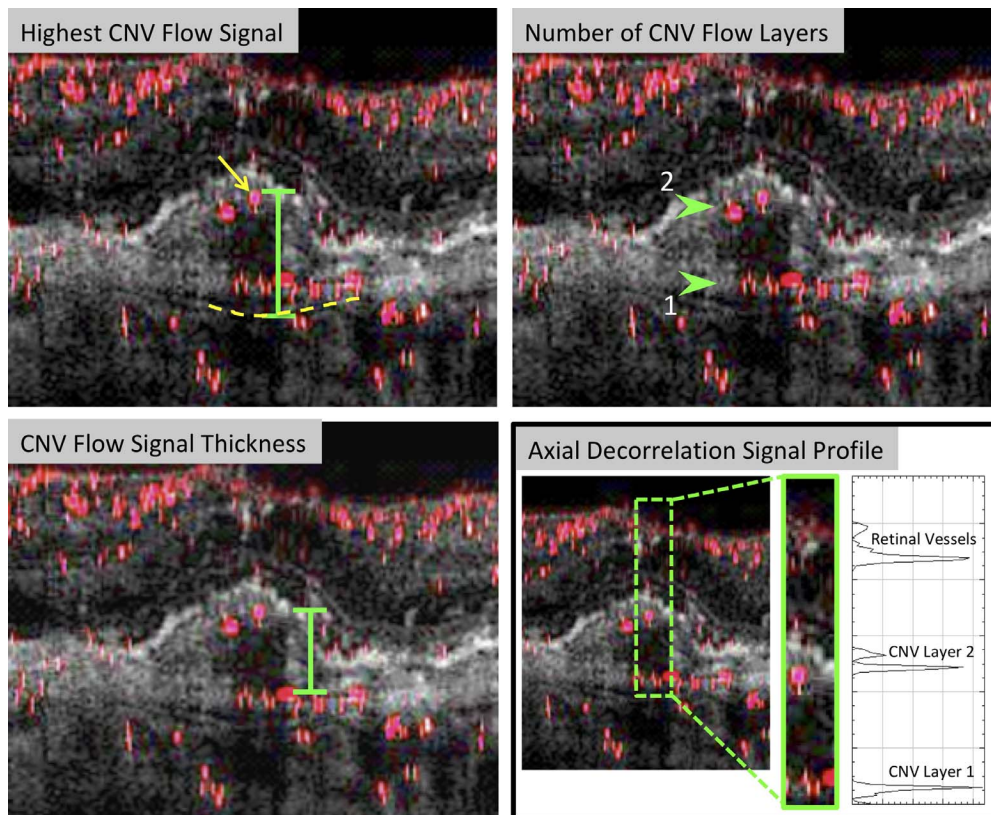 Highest CNV Flow Signal
Number of CNV Flow Layers
2
1
CNV Flow Signal Thickness
Axial Decorrelation Signal Profile
Retinal Vessels
CNV Layer 2
CNV Layer 1